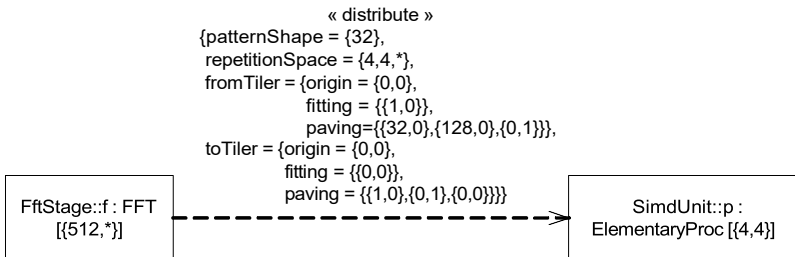 « distribute »
{patternShape = {32},
repetitionSpace = {4,4,*},
fromTiler = {origin = {0,0},
fitting = {{1,0}},
paving={{32,0},{128,0},{0,1}}},
toTiler = {origin = {0,0},
fitting = {{0,0}},
paving = {{1,0},{0,1},{0,0}}}}
FftStage::f : FFT
[{512,*}]
SimdUnit::p :
ElementaryProc [{4,4}]